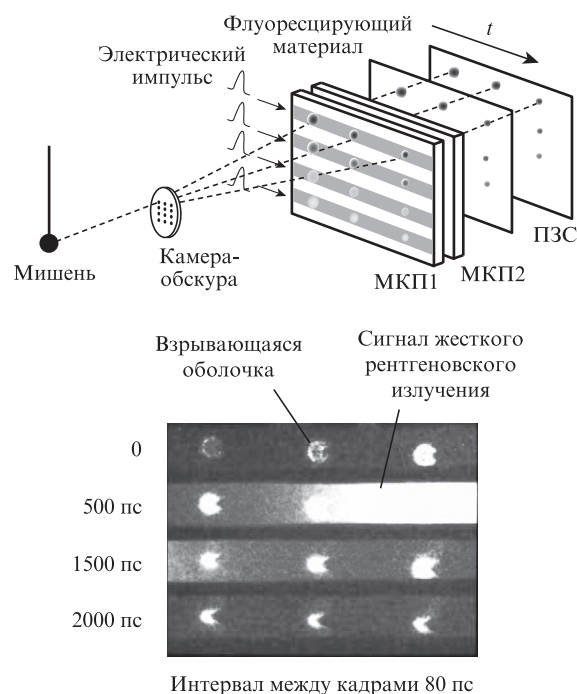 Флуоресцирующий
материал
t
Электрический
импульс
ПЗС
МКП2
МКП1
Камера-
обскура
Мишень
Взрывающаяся
оболочка
Сигнал жесткого
рентгеновского
излучения
0
500 пс
1500 пс
2000 пс
Интервал между кадрами 80 пс